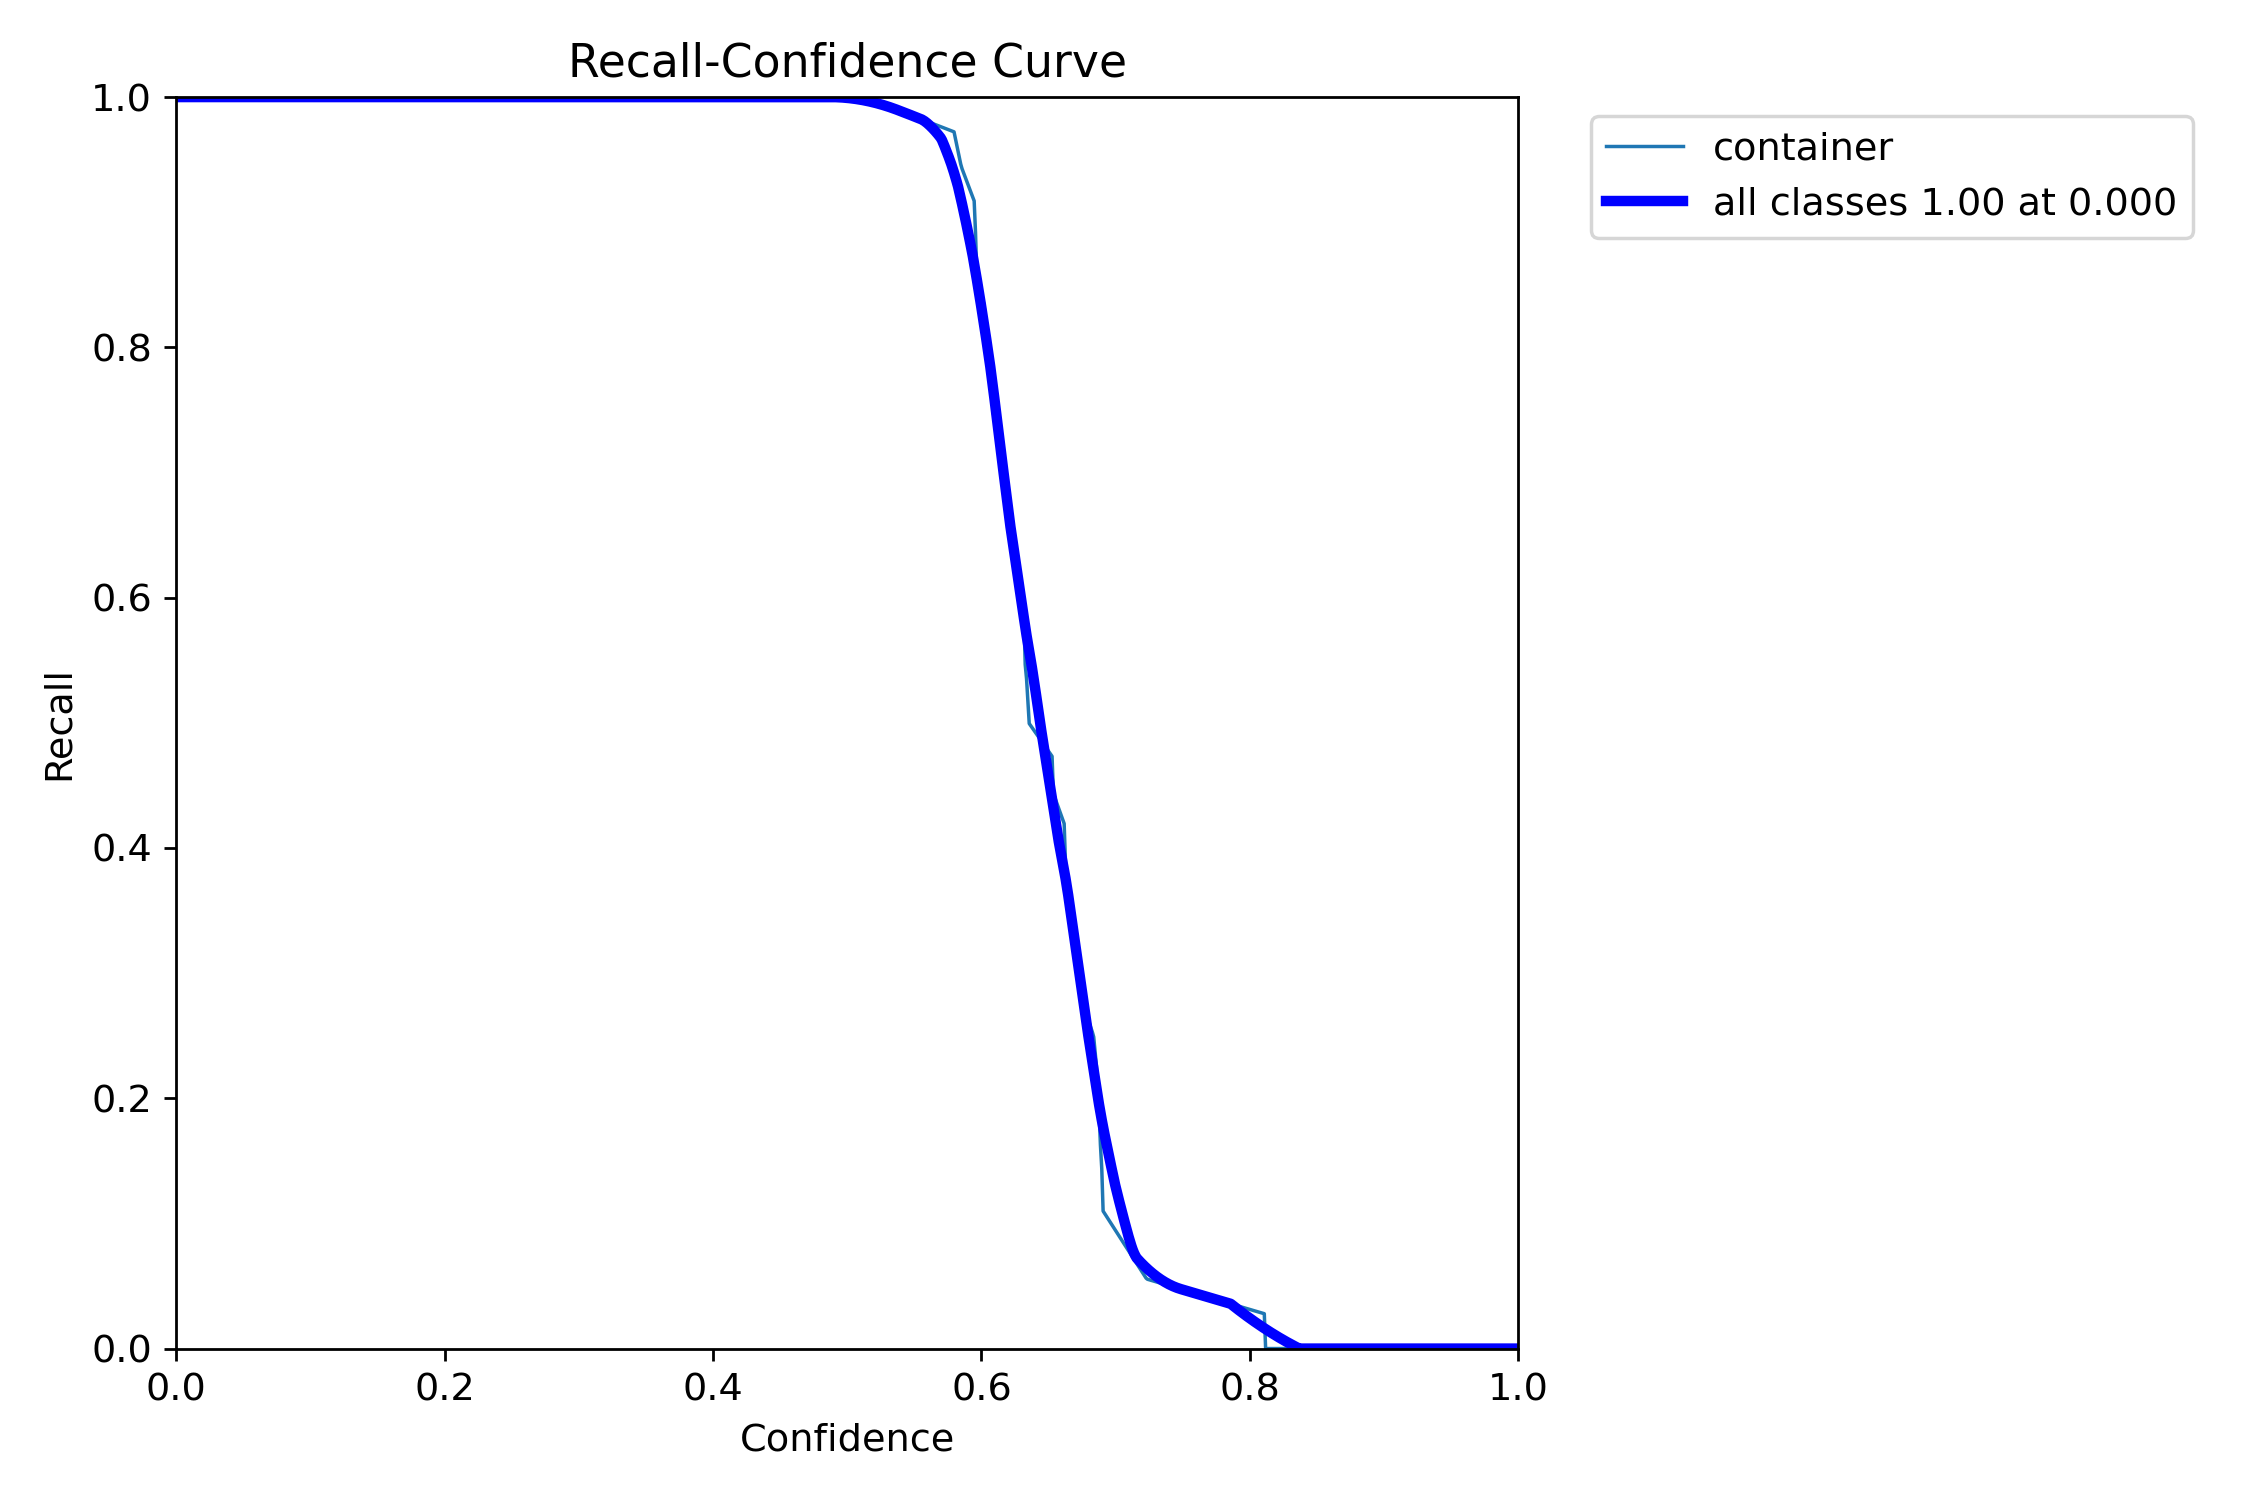 Recall-Confidence Curve
1.0
0.8
0.6
0.4
0.2
0.0
Recall
0.0 0.2 0.4 0.6 0.8 1.0
Confidence
container
all classes 1.00 at 0.000